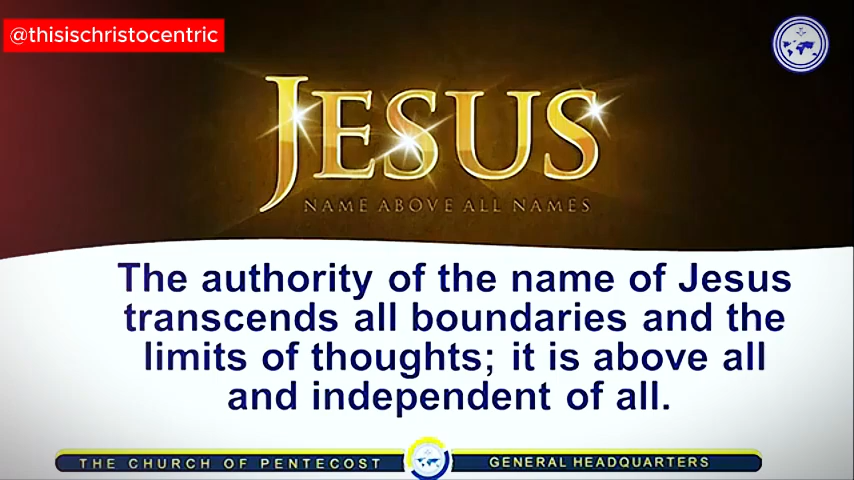 @thisischristocentric
JESUS
NAME ABOVE ALL NAMES
The authority of the name of Jesus
transcends all boundaries and the
limits of thoughts; it is above all
and independent of all.
THE CHURCH OF PENTECOST
GENERAL HEADQUARTERS